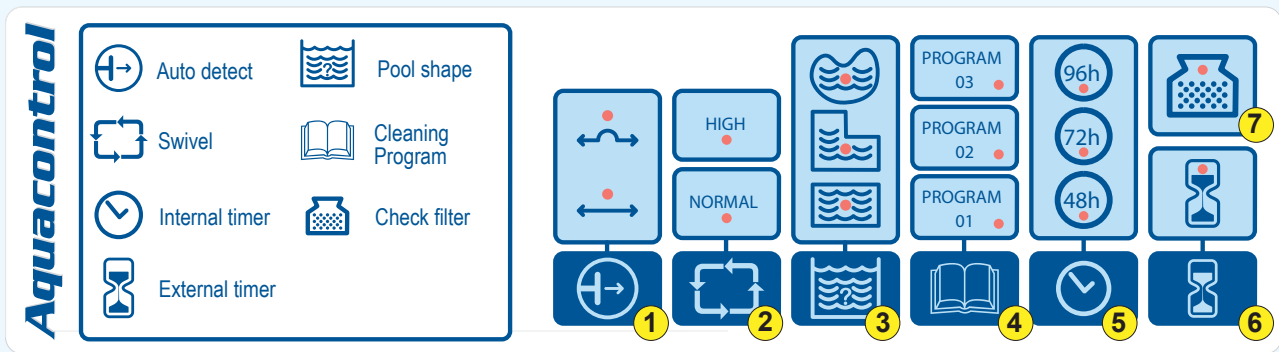 Aquacontrol
Auto detect
Pool shape
Swivel
Cleaning
Program
Internal timer
Check filter
External timer
HIGH
NORMAL
?
PROGRAM
03
PROGRAM
02
PROGRAM
01
96h
72h
48h
7
?
1
2
3
4
5
6